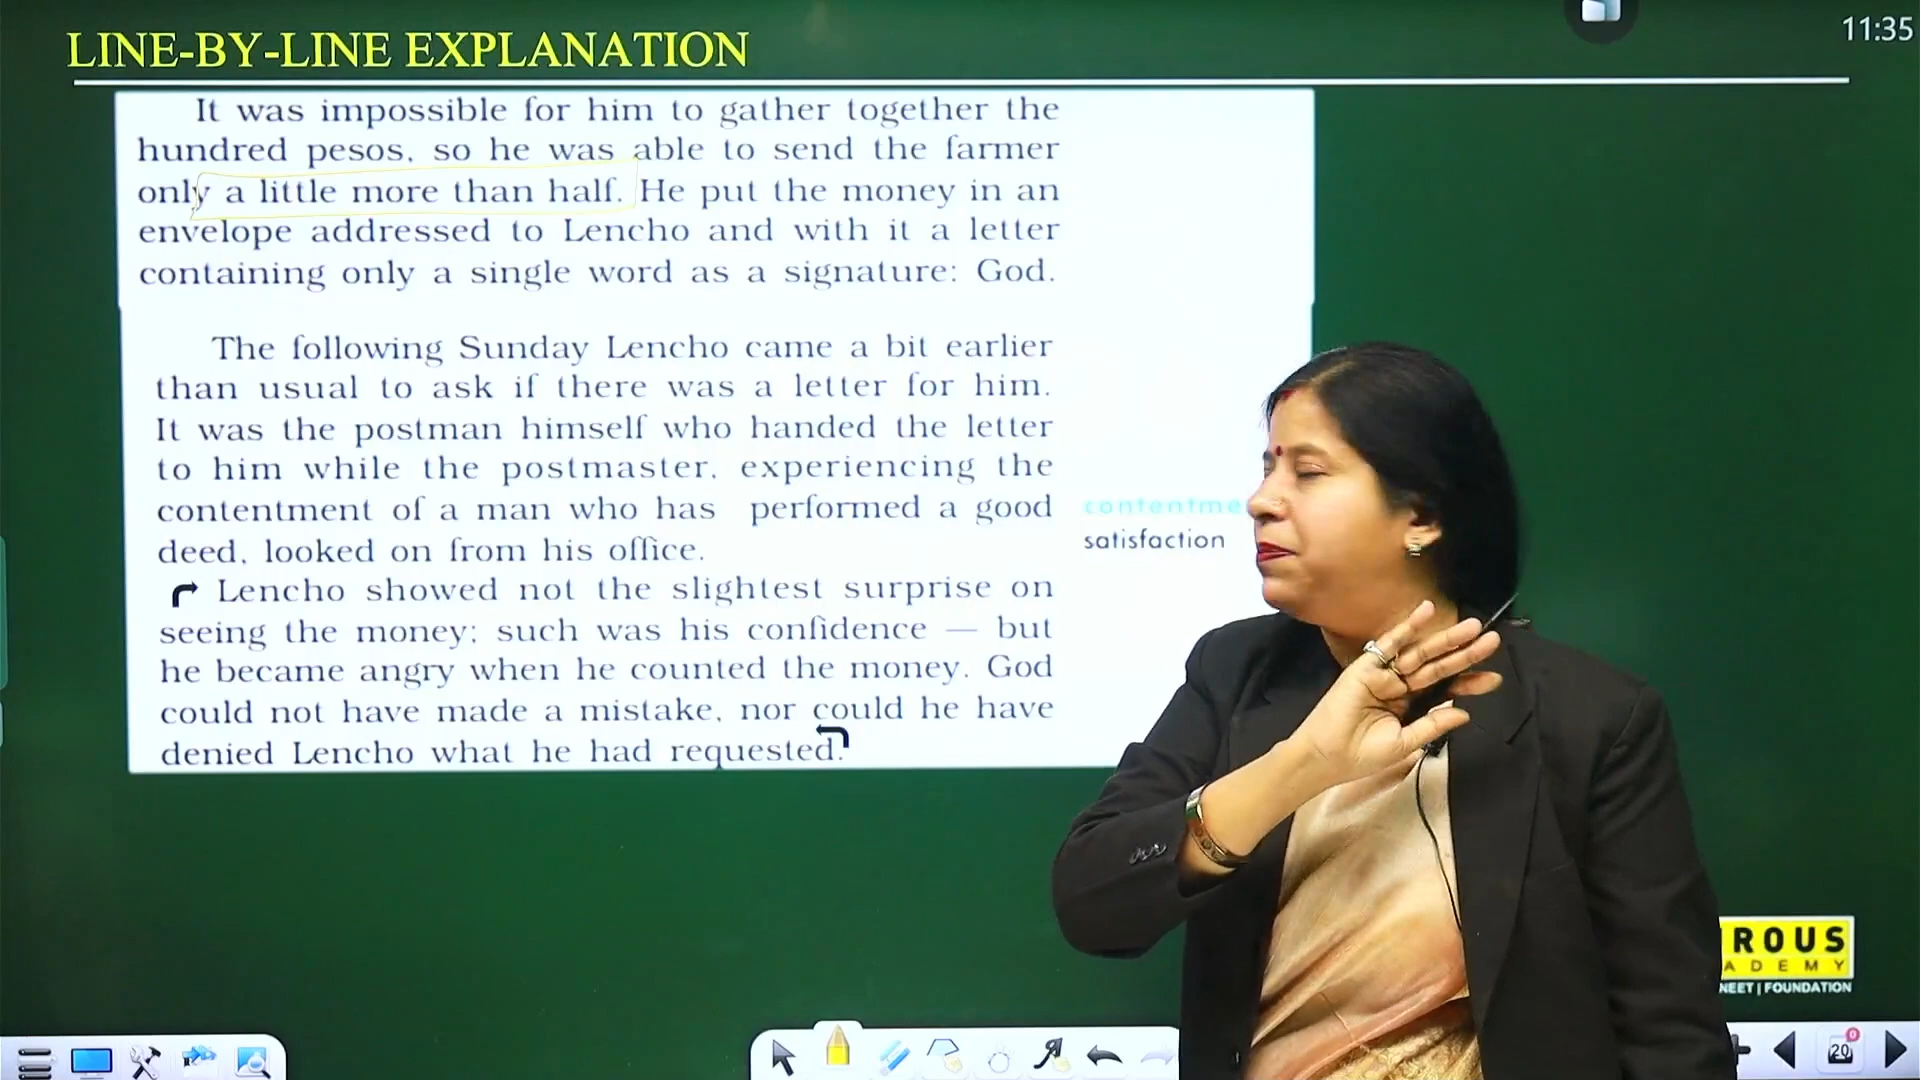 LINE-BY-LINE EXPLANATION
11:35
It was impossible for him to gather together the
hundred pesos, so he was able to send the farmer
only a little more than half. He put the money in an
envelope addressed to Lencho and with it a letter
containing only a single word as a signature: God.
The following Sunday Lencho came a bit earlier
than usual to ask if there was a letter for him.
It was the postman himself who handed the letter
to him while the postmaster, experiencing the
contentment of a man who has performed a good
deed, looked on from his office.
contentme
satisfaction
Lencho showed not the slightest surprise on
seeing the money; such was his confidence — but
he became angry when he counted the money. God
could not have made a mistake, nor could he have
denied Lencho what he had requested.
ROUS
ADEMY
NEET | FOUNDATION
20
0